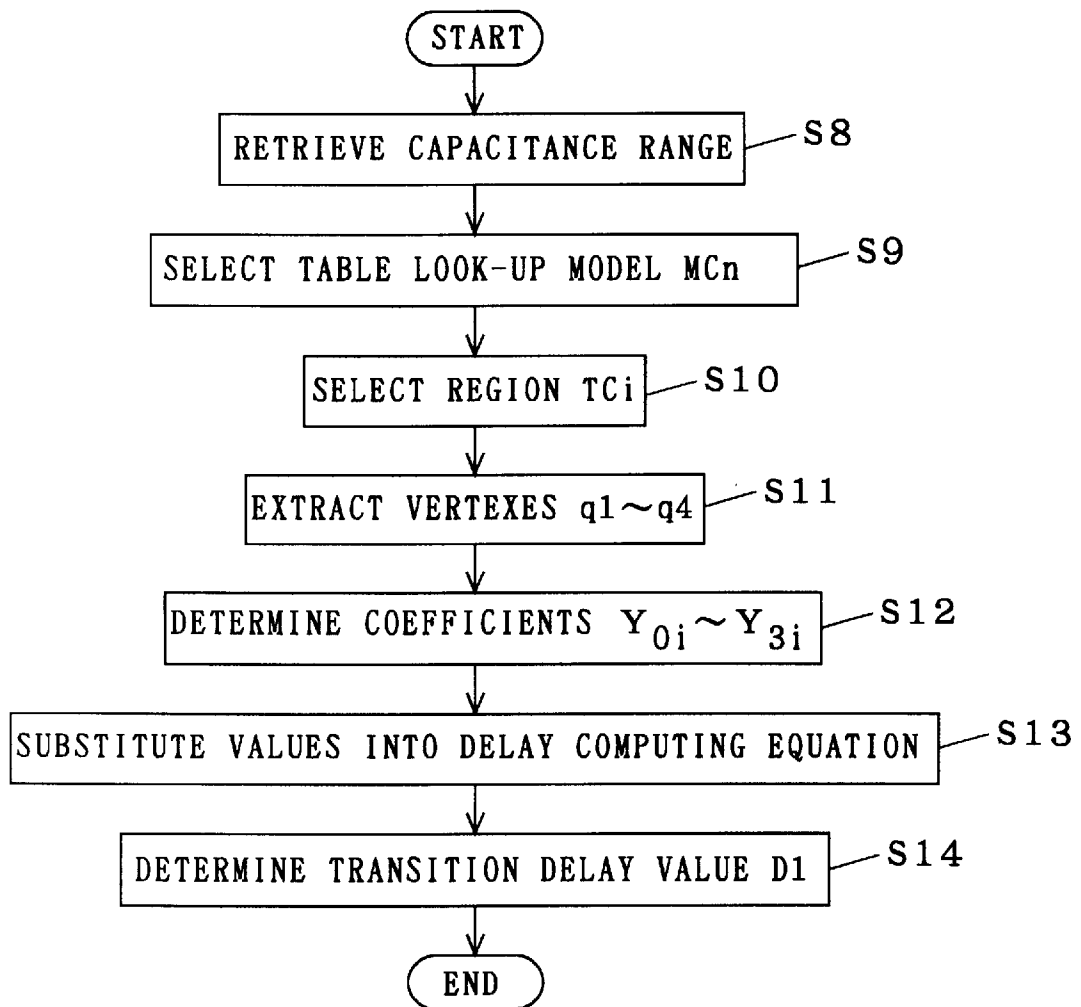 START
RETRIEVE CAPACITANCE RANGE S8
SELECT TABLE LOOK-UP MODEL MCn S9
SELECT REGION TCi S10
EXTRACT VERTEXES q1～q4 S11
DETERMINE COEFFICIENTS Y0i～Y3i S12
SUBSTITUTE VALUES INTO DELAY COMPUTING EQUATION S13
DETERMINE TRANSITION DELAY VALUE D1 S14
END